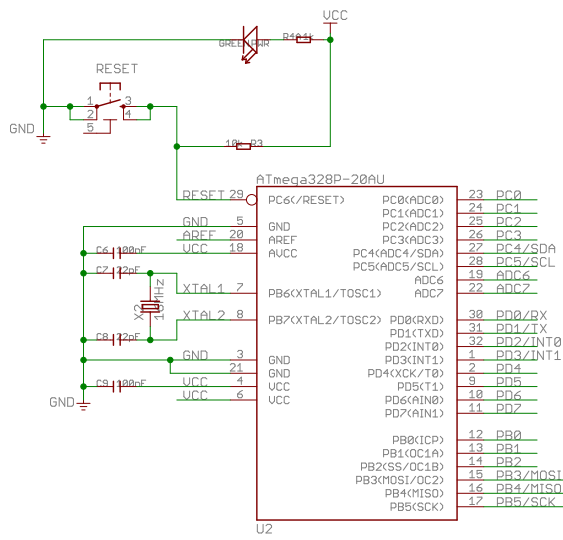 VCC
GREEN PWR R4 1k
RESET
1 3
2 4
5
GND
10k R3
ATmega328P-20AU
RESET 29 PC6(/RESET) PC0(ADC0) 23 PC0
PC1(ADC1) 24 PC1
GND 5 GND PC2(ADC2) 25 PC2
AREF 20 AREF PC3(ADC3) 26 PC3
C6 100nF VCC 18 AVCC PC4(ADC4/SDA) 27 PC4/SDA
C7 22pF PC5(ADC5/SCL) 28 PC5/SCL
ADC6 19 ADC6
XTAL1 7 PB6(XTAL1/TOSC1) ADC7 22 ADC7
X2 16MHz
XTAL2 8 PB7(XTAL2/TOSC2) PD0(RXD) 30 PD0/RX
PD1(TXD) 31 PD1/TX
C8 22pF PD2(INT0) 32 PD2/INT0
GND 3 GND PD3(INT1) 1 PD3/INT1
21 GND PD4(XCK/T0) 2 PD4
C9 100nF VCC 4 VCC PD5(T1) 9 PD5
GND VCC 6 VCC PD6(AIN0) 10 PD6
PD7(AIN1) 11 PD7
PB0(ICP) 12 PB0
PB1(OC1A) 13 PB1
PB2(SS/OC1B) 14 PB2
PB3(MOSI/OC2) 15 PB3/MOSI
PB4(MISO) 16 PB4/MISO
PB5(SCK) 17 PB5/SCK
U2